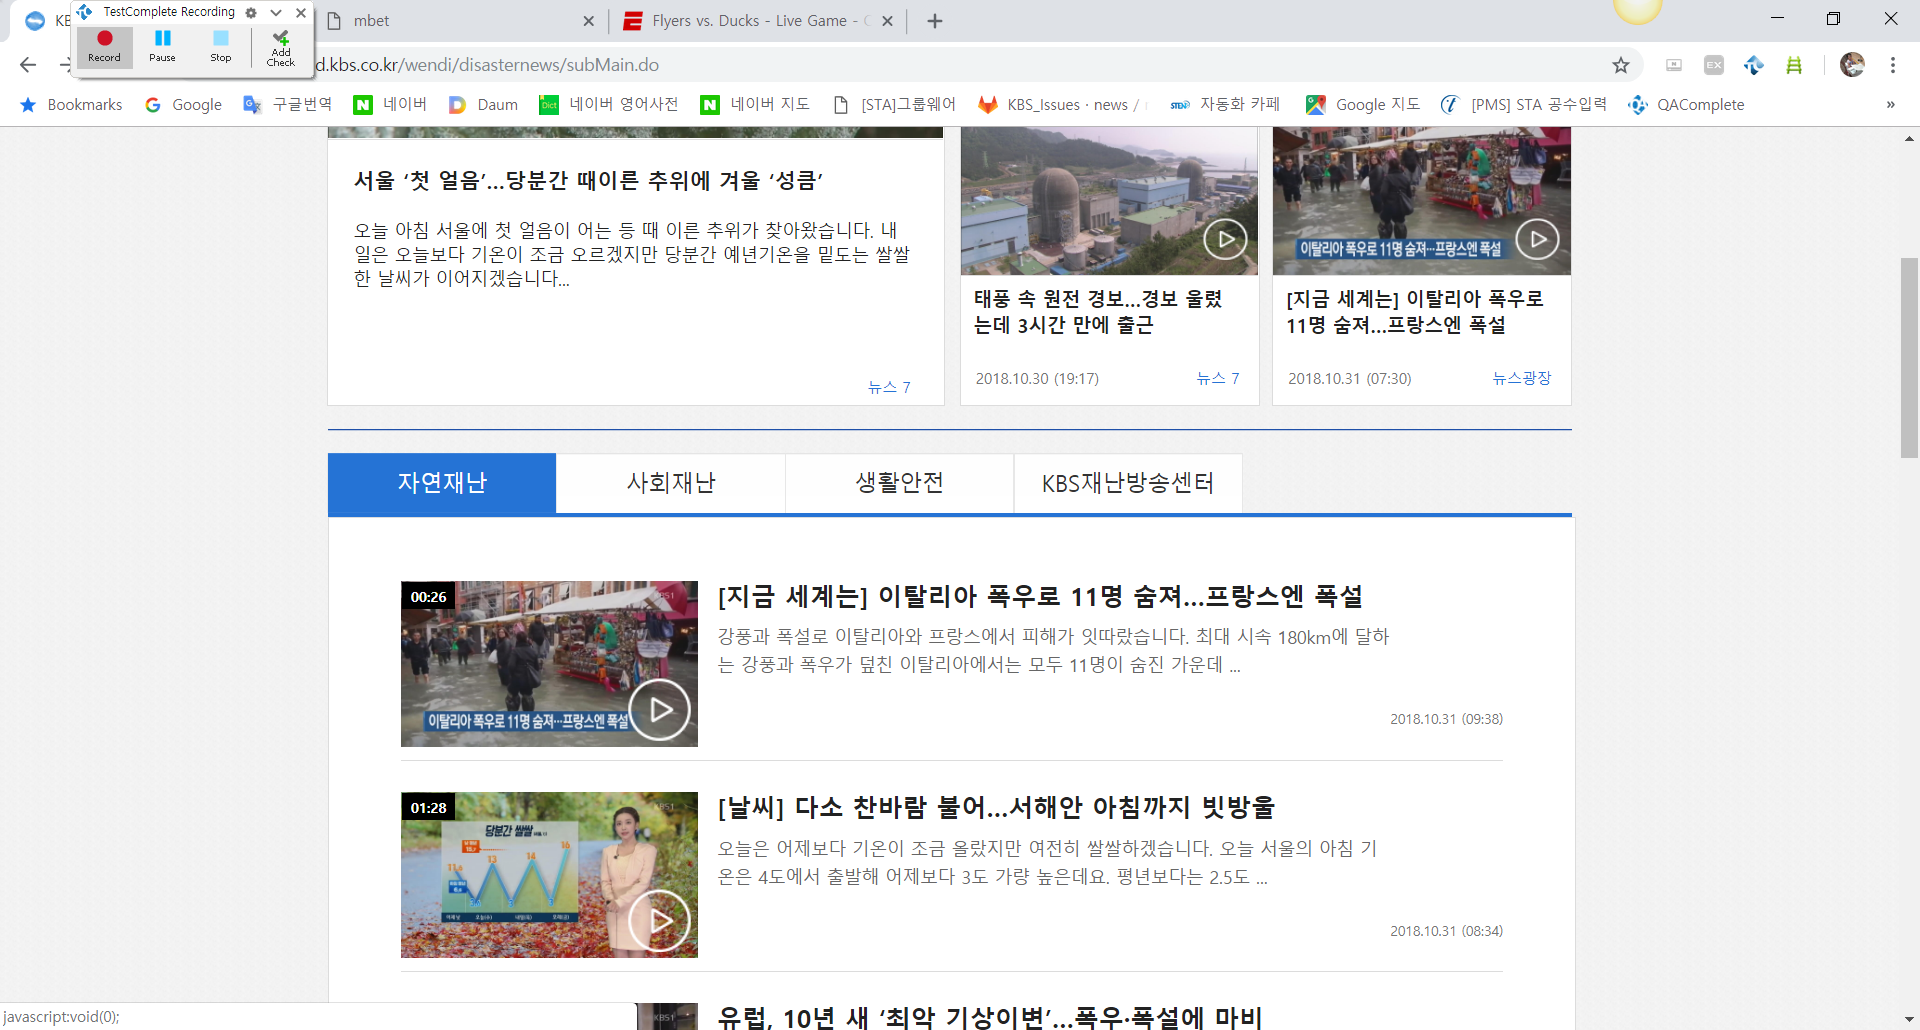 TestComplete Recording
Record
Pause
Stop
Add
Check
mbet
Flyers vs. Ducks - Live Game -
d.kbs.co.kr/wendi/disasternews/subMain.do
EX
Bookmarks
Google
구글번역
네이버
Daum
네이버 영어사전
네이버 지도
[STA]그룹웨어
KBS_Issues · news /
자동화 카페
Google 지도
[PMS] STA 공수입력
QAComplete
»
서울 ‘첫 얼음’…당분간 때이른 추위에 겨울 ‘성큼’
오늘 아침 서울에 첫 얼음이 어는 등 때 이른 추위가 찾아왔습니다. 내
일은 오늘보다 기온이 조금 오르겠지만 당분간 예년기온을 밑도는 쌀쌀
한 날씨가 이어지겠습니다...
뉴스 7
태풍 속 원전 경보…경보 울렸
는데 3시간 만에 출근
2018.10.30 (19:17)
뉴스 7
이탈리아 폭우로 11명 숨져…프랑스엔 폭설
[지금 세계는] 이탈리아 폭우로
11명 숨져…프랑스엔 폭설
2018.10.31 (07:30)
뉴스광장
자연재난
사회재난
생활안전
KBS재난방송센터
00:26
KBS1
이탈리아 폭우로 11명 숨져…프랑스엔 폭설
[지금 세계는] 이탈리아 폭우로 11명 숨져…프랑스엔 폭설
강풍과 폭설로 이탈리아와 프랑스에서 피해가 잇따랐습니다. 최대 시속 180km에 달하
는 강풍과 폭우가 덮친 이탈리아에서는 모두 11명이 숨진 가운데 ...
2018.10.31 (09:38)
01:28
KBS1
당분간 쌀쌀
13
14
16
[날씨] 다소 찬바람 불어…서해안 아침까지 빗방울
오늘은 어제보다 기온이 조금 올랐지만 여전히 쌀쌀하겠습니다. 오늘 서울의 아침 기
온은 4도에서 출발해 어제보다 3도 가량 높은데요. 평년보다는 2.5도 ...
2018.10.31 (08:34)
KBS1
유럽, 10년 새 ‘최악 기상이변’…폭우·폭설에 마비
javascript:void(0);